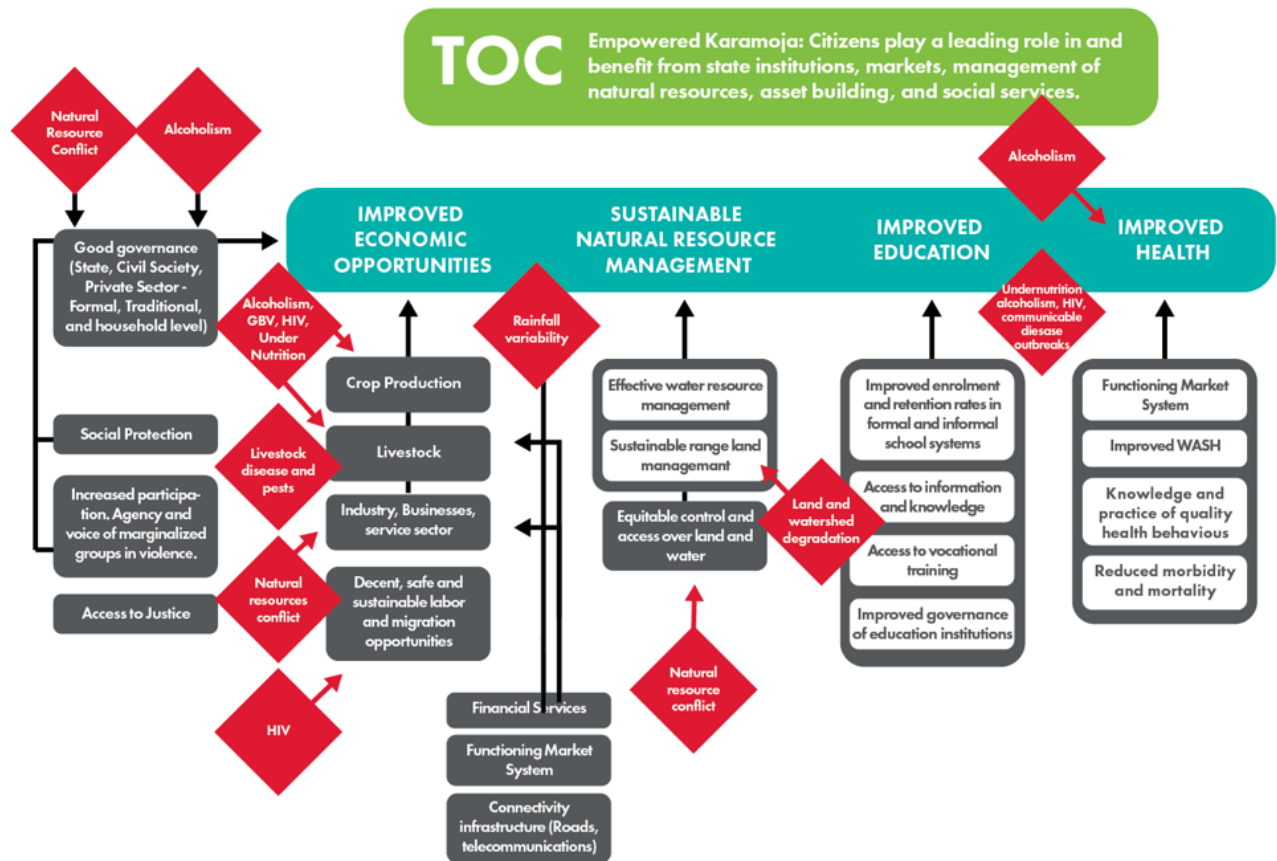 TOC
Empowered Karamoja: Citizens play a leading role in and
benefit from state institutions, markets, management of
natural resources, asset building, and social services.
Natural
Resource
Conflict
Alcoholism
Alcoholism
IMPROVED
ECONOMIC
OPPORTUNITIES
SUSTAINABLE
NATURAL RESOURCE
MANAGEMENT
IMPROVED
EDUCATION
IMPROVED
HEALTH
Good governance
(State, Civil Society,
Private Sector -
Formal, Traditional,
and household level)
Social Protection
Increased participa-
tion. Agency and
voice of marginalized
groups in violence.
Access to Justice
Alcoholism,
GBV, HIV,
Under
Nutrition
Livestock
disease and
pests
Natural
resources
conflict
HIV
Crop Production
Livestock
Industry, Businesses,
service sector
Decent, safe and
sustainable labor
and migration
opportunities
Rainfall
variability
Financial Services
Functioning Market
System
Connectivity
infrastructure (Roads,
telecommunications)
Effective water resource
management
Sustainable range land
management
Equitable control and
access over land and
water
Natural
resource
conflict
Land and
watershed
degradation
Improved enrolment
and retention rates in
formal and informal
school systems
Access to information
and knowledge
Access to vocational
training
Improved governance
of education institutions
Undernutrition
alcoholism, HIV,
communicable
diesease
outbreaks
Functioning Market
System
Improved WASH
Knowledge and
practice of quality
health behavious
Reduced morbidity
and mortality